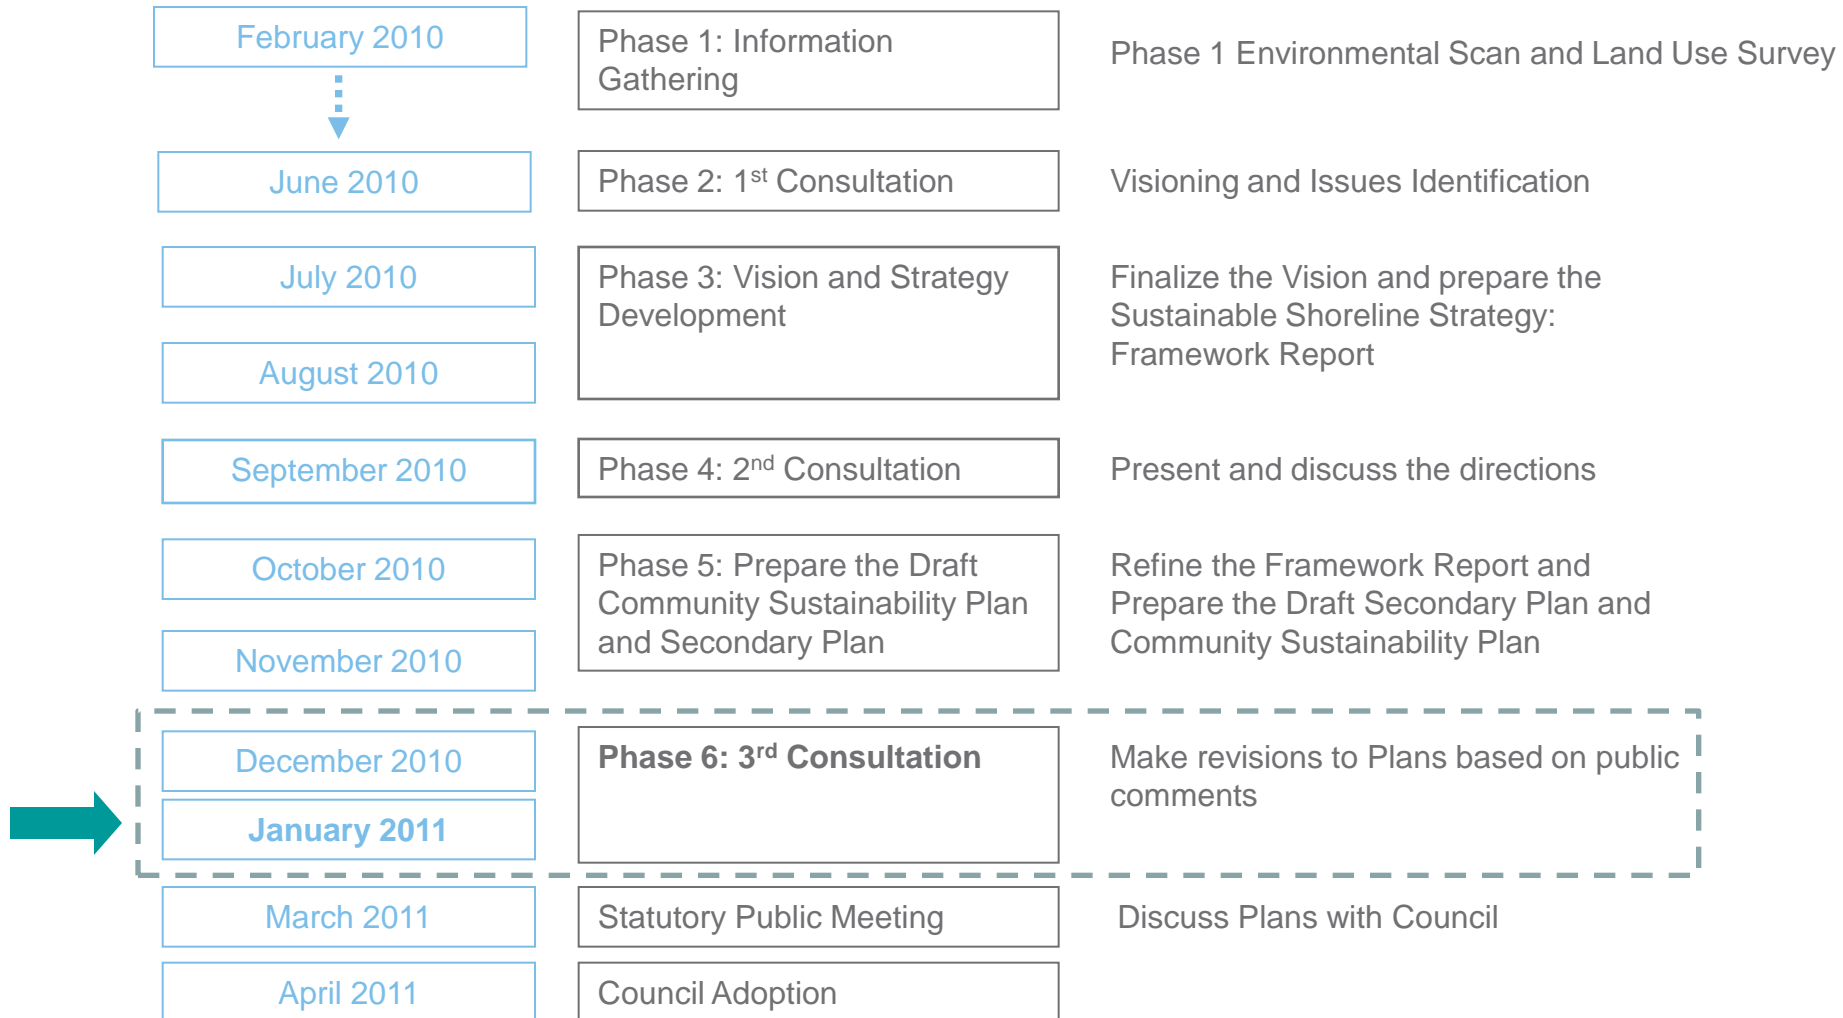 February 2010
Phase 1: Information
Gathering
Phase 1 Environmental Scan and Land Use Survey
June 2010
Phase 2: 1st Consultation
Visioning and Issues Identification
July 2010
August 2010
Phase 3: Vision and Strategy
Development
Finalize the Vision and prepare the
Sustainable Shoreline Strategy:
Framework Report
September 2010
Phase 4: 2nd Consultation
Present and discuss the directions
October 2010
November 2010
Phase 5: Prepare the Draft
Community Sustainability Plan
and Secondary Plan
Refine the Framework Report and
Prepare the Draft Secondary Plan and
Community Sustainability Plan
December 2010
January 2011
Phase 6: 3rd Consultation
Make revisions to Plans based on public
comments
March 2011
Statutory Public Meeting
Discuss Plans with Council
April 2011
Council Adoption